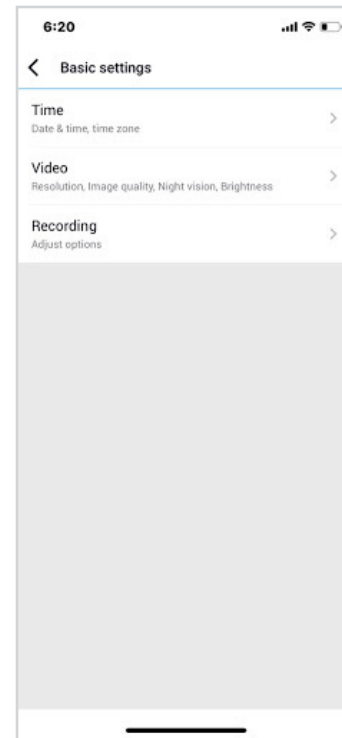 6:20
Basic settings
Time
Date & time, time zone
Video
Resolution, Image quality, Night vision, Brightness
Recording
Adjust options